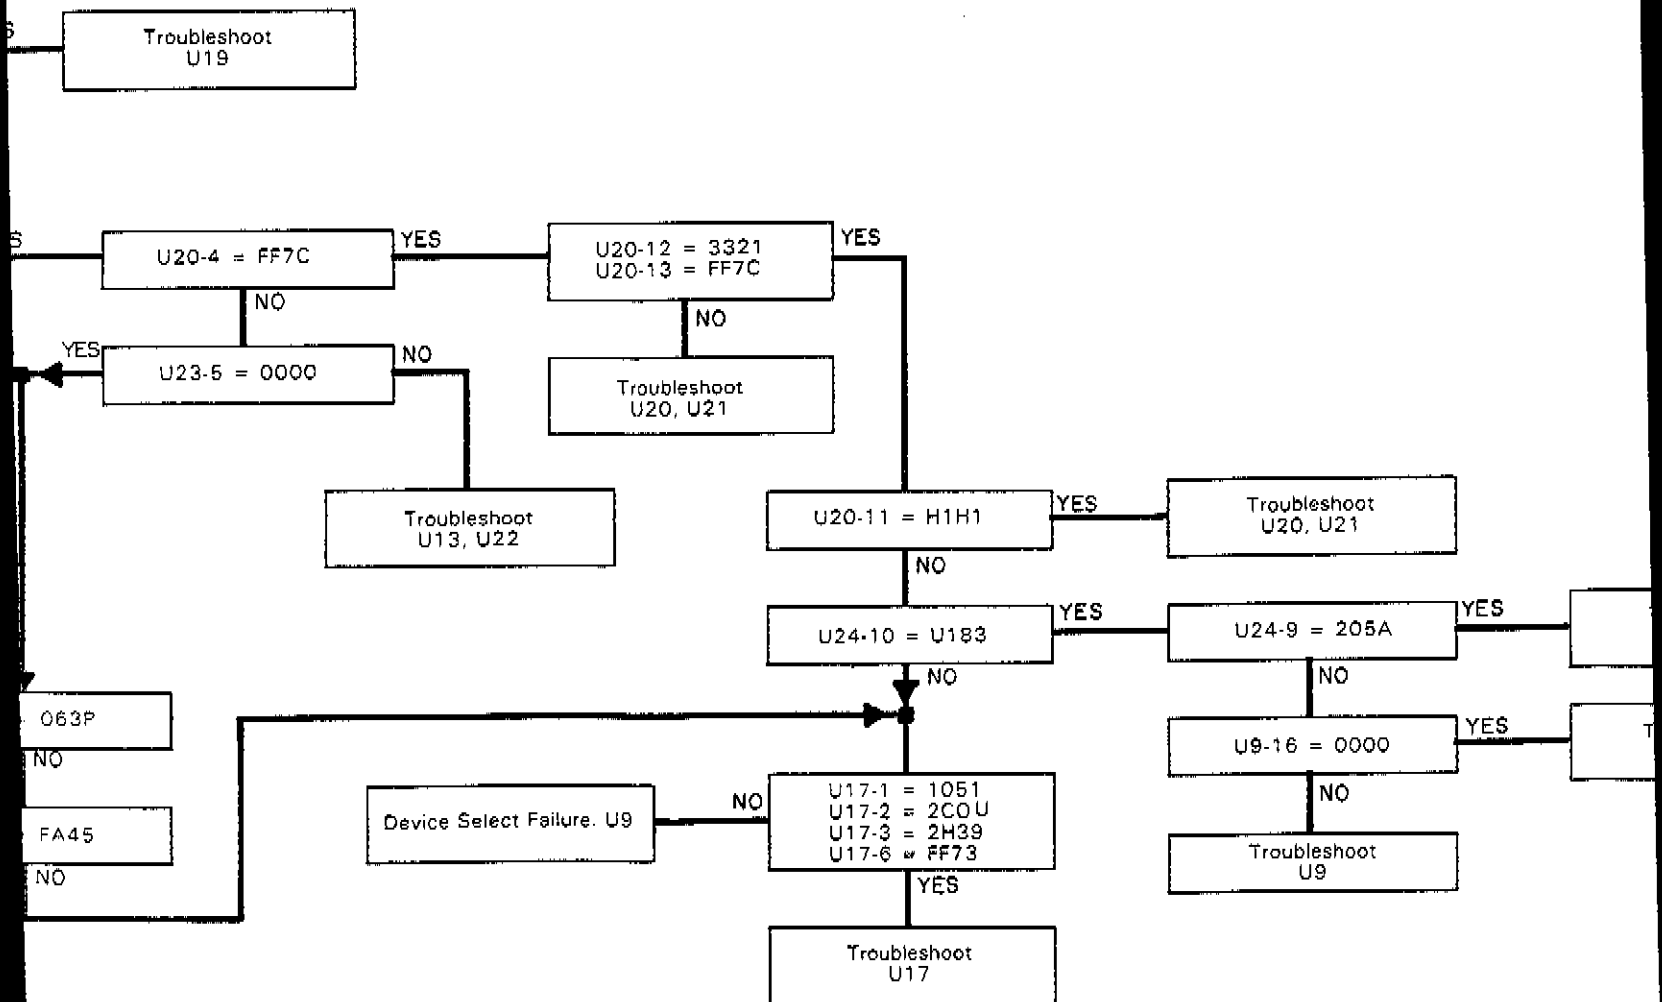 Troubleshoot
U19
U20-4 = FF7C
YES
U20-12 = 3321
U20-13 = FF7C
YES
NO
NO
YES
U23-5 = 0000
NO
Troubleshoot
U20, U21
Troubleshoot
U13, U22
U20-11 = H1H1
YES
Troubleshoot
U20, U21
NO
U24-10 = U183
YES
U24-9 = 205A
YES
NO
NO
063P
NO
U9-16 = 0000
YES
T
Device Select Failure. U9
NO
U17-1 = 1051
U17-2 = 2C0U
U17-3 = 2H39
U17-6 = FF73
NO
FA45
NO
Troubleshoot
U9
YES
Troubleshoot
U17